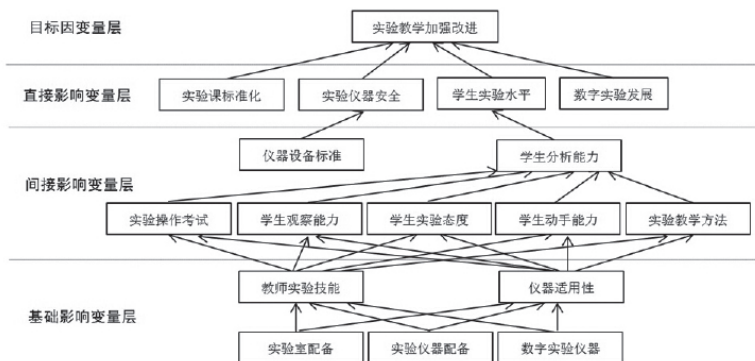 目标因变量层
实验教学加强改进
直接影响变量层
实验课标准化
实验仪器安全
学生实验水平
数字实验发展
仪器设备标准
学生分析能力
间接影响变量层
实验操作考试
学生观察能力
学生实验态度
学生动手能力
实验教学方法
教师实验技能
仪器适用性
基础影响变量层
实验室配备
实验仪器配备
数字实验仪器